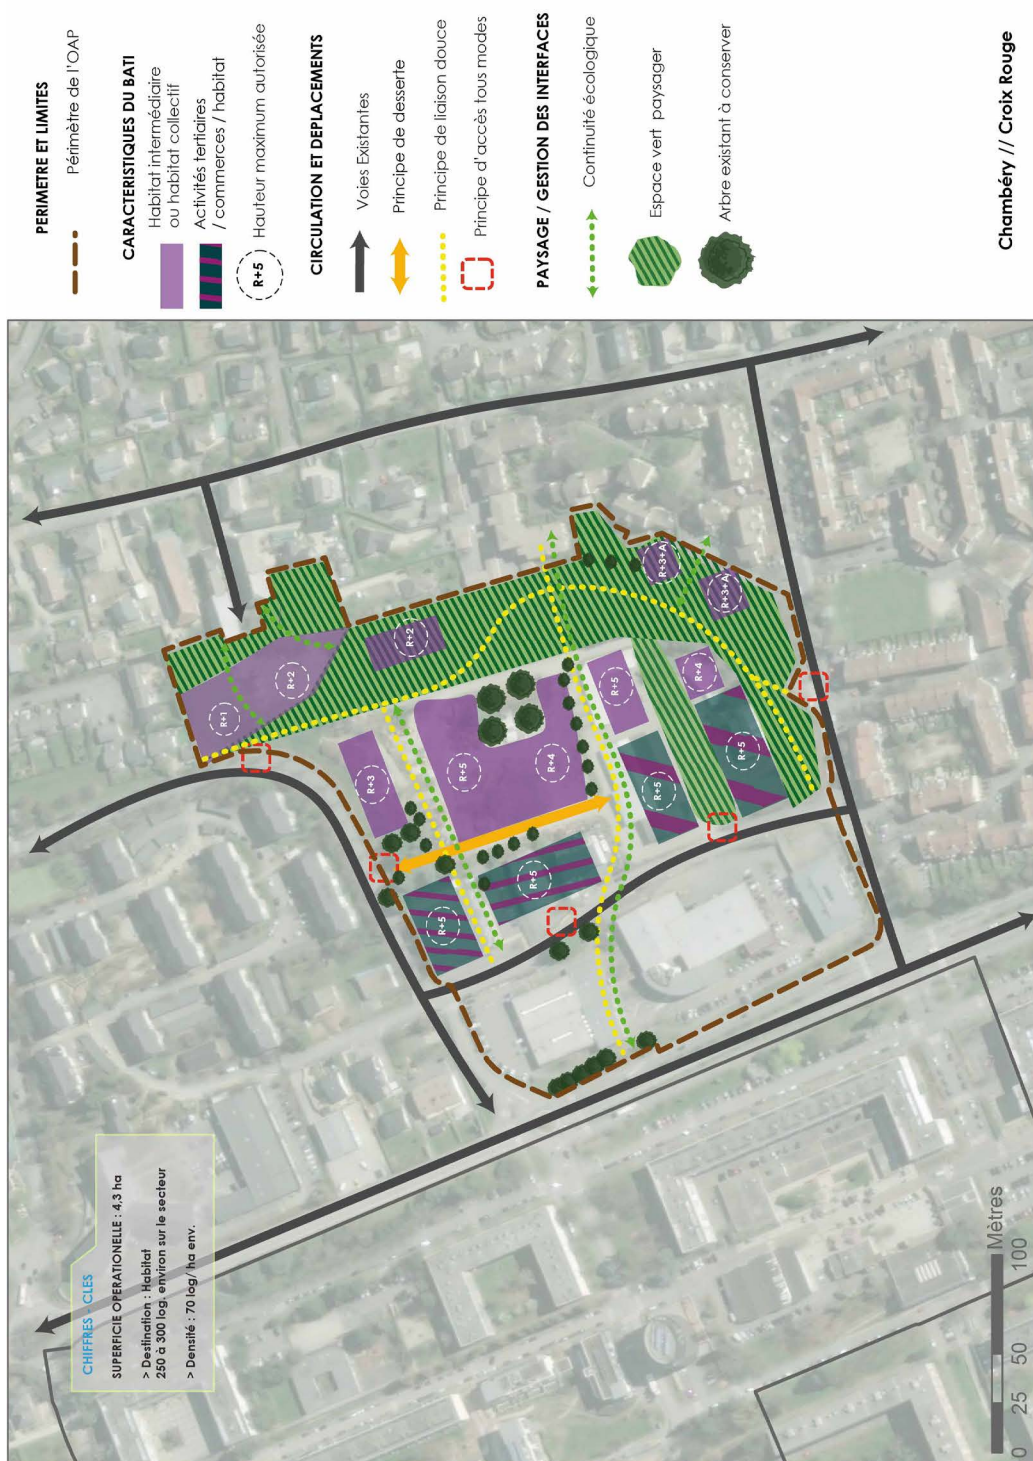 CHIFFRES - CLES
SUPERFICIE OPERATIONELLE : 4,3 ha
> Destination : Habitat
250 à 300 log. environ sur le secteur
> Densité : 70 log/ ha env.
R+1
R+2
R+2
R+3
R+5
R+4
R+5
R+5
R+5
R+5
R+4
R+5
R+3+A
R+3+A
0 25 50 100
Mètres
PERIMETRE ET LIMITES
Périmètre de l'OAP
CARACTERISTIQUES DU BATI
Habitat intermédiaire
ou habitat collectif
Activités tertiaires
/ commerces / habitat
R+5
Hauteur maximum autorisée
CIRCULATION ET DEPLACEMENTS
Voies Existantes
Principe de desserte
Principe de liaison douce
Principe d'accès tous modes
PAYSAGE / GESTION DES INTERFACES
Continuité écologique
Espace vert paysager
Arbre existant à conserver
Chambéry // Croix Rouge